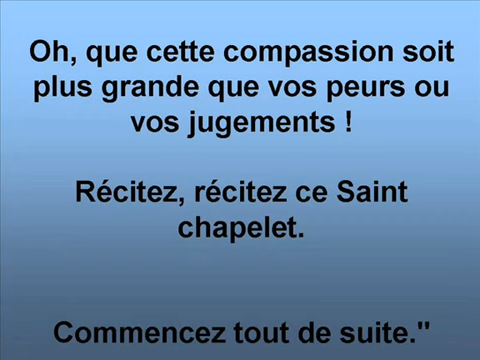 Oh, que cette compassion soit
plus grande que vos peurs ou
vos jugements !
Récitez, récitez ce Saint
chapelet.
Commencez tout de suite."